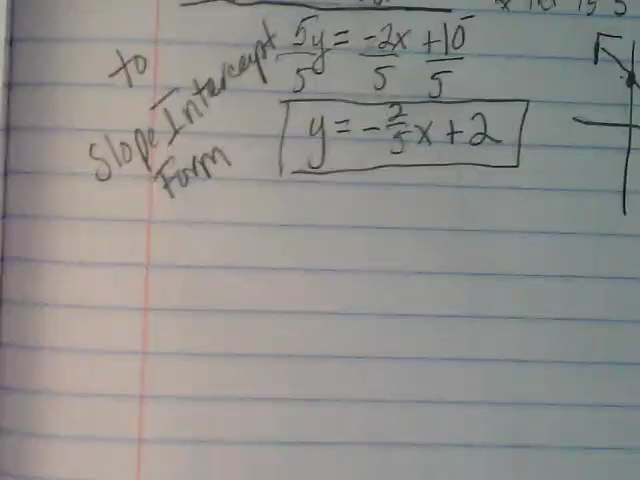 to
Slope-Intercept
Form
5y = -2x +10
5 5 5
y = -2/5x + 2